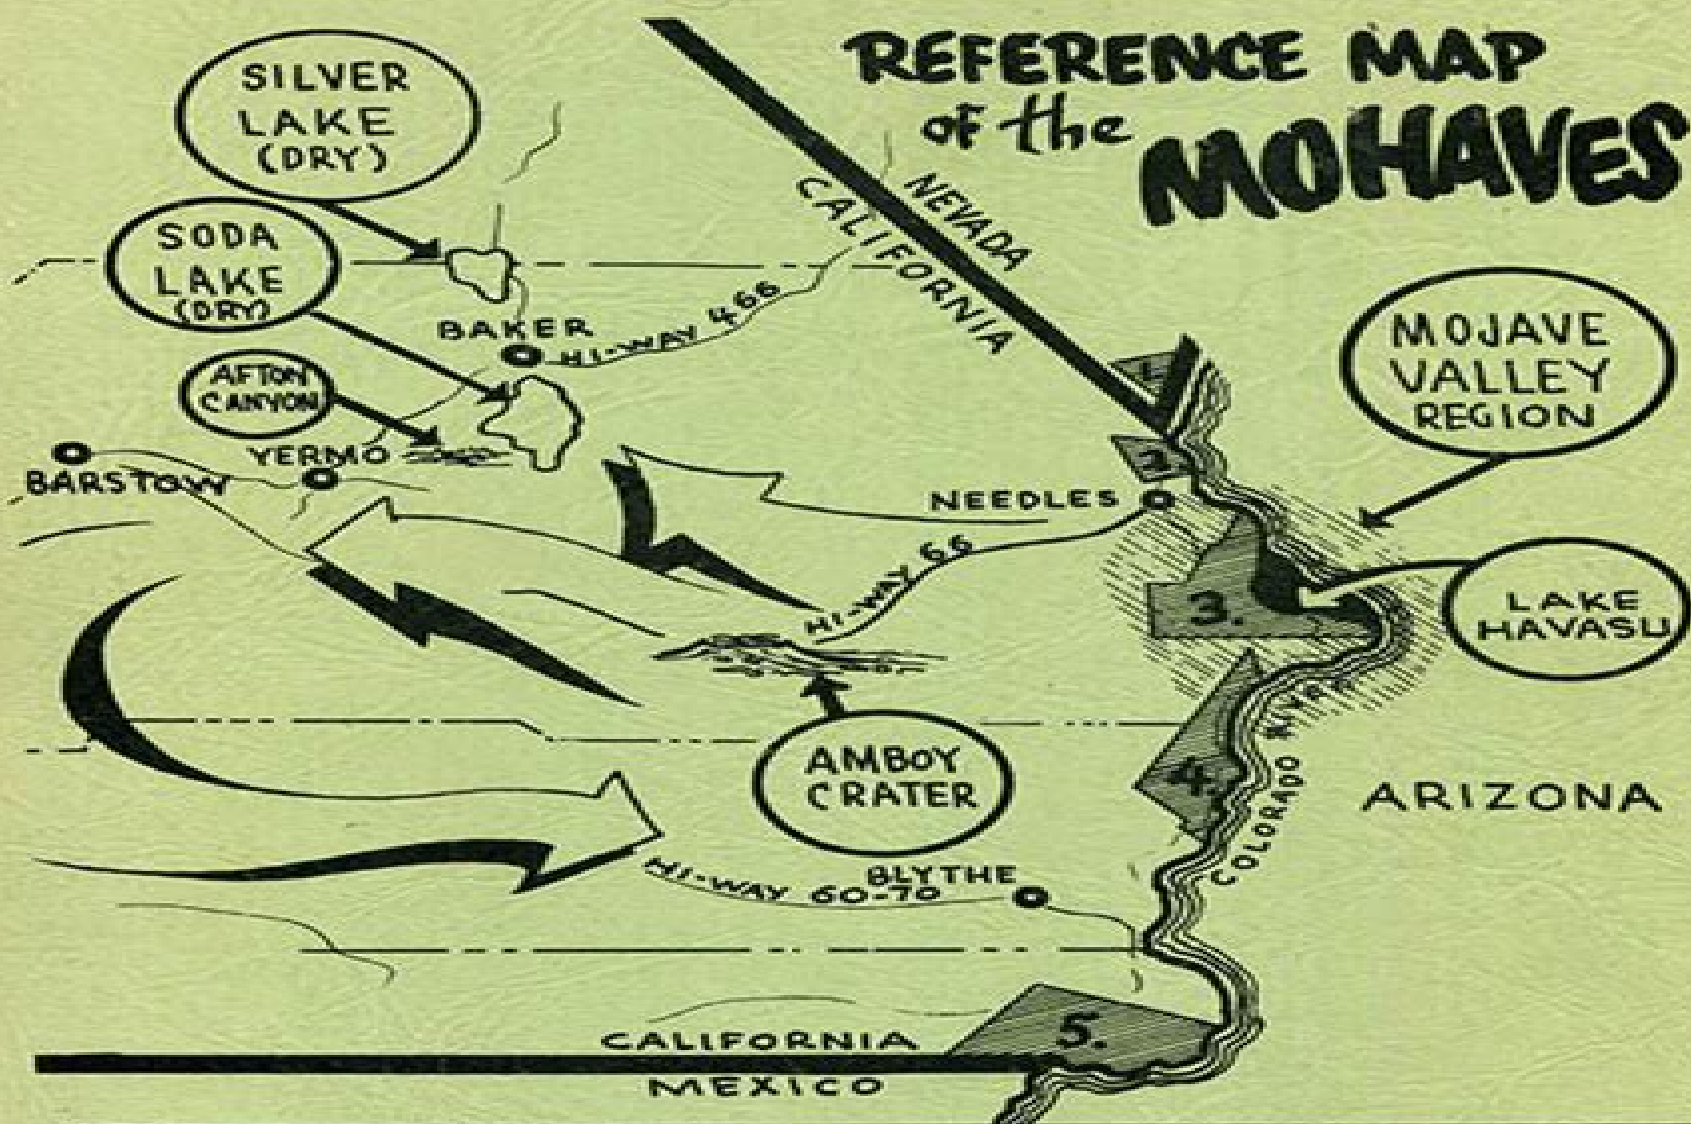 REFERENCE MAP
of the
MOHAVES
SILVER
LAKE
(DRY)
SODA
LAKE
(DRY)
AFTON
CANYON
BAKER
HI-WAY 466
NEVADA
CALIFORNIA
MOJAVE
VALLEY
REGION
1.
2.
YERMO
BARSTOW
NEEDLES
HI-WAY 66
3.
LAKE
HAVASU
AMBOY
CRATER
4.
COLORADO RIVER
ARIZONA
BLYTHE
HI-WAY 60-70
5.
CALIFORNIA
MEXICO